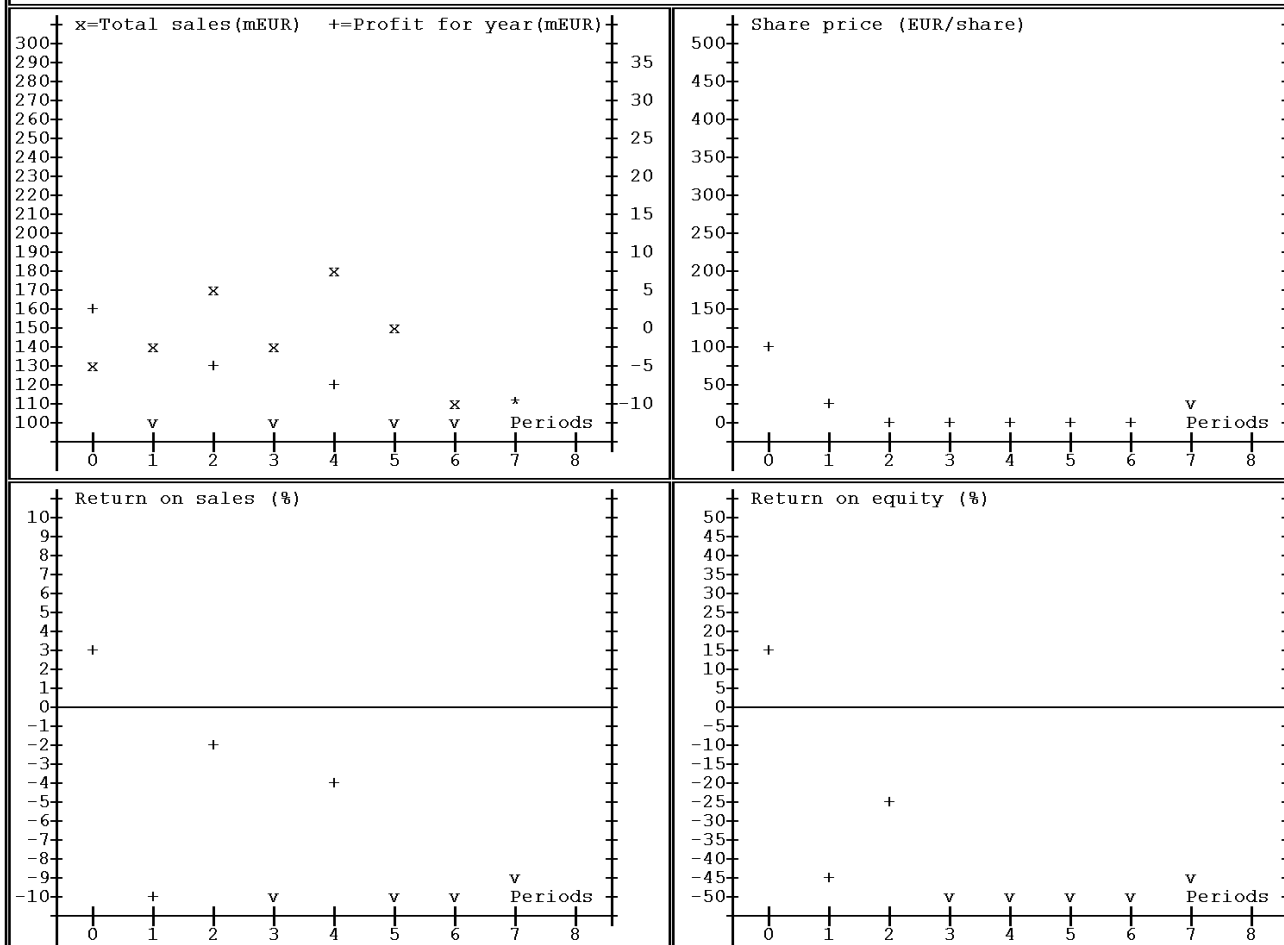 x=Total sales(mEUR) +=Profit for year(mEUR)
300
290 35
280
270 30
260
250 25
240
230 20
220
210 15
200
190 10
180 x
170 x 5
160 +
150 x 0
140 x x
130 x + -5
120 +
110 x * -10
100 v v v v Periods
0 1 2 3 4 5 6 7 8
Share price (EUR/share)
500
450
400
350
300
250
200
150
100 +
50 + v
0 + + + + + Periods
0 1 2 3 4 5 6 7 8
Return on sales (%)
10
9
8
7
6
5
4
3 +
2
1
0
-1
-2 +
-3
-4 +
-5
-6
-7
-8
-9 v
-10 + v v v Periods
0 1 2 3 4 5 6 7 8
Return on equity (%)
50
45
40
35
30
25
20
15 +
10
5
0
-5
-10
-15
-20
-25 +
-30
-35
-40
-45 + v
-50 v v v v Periods
0 1 2 3 4 5 6 7 8